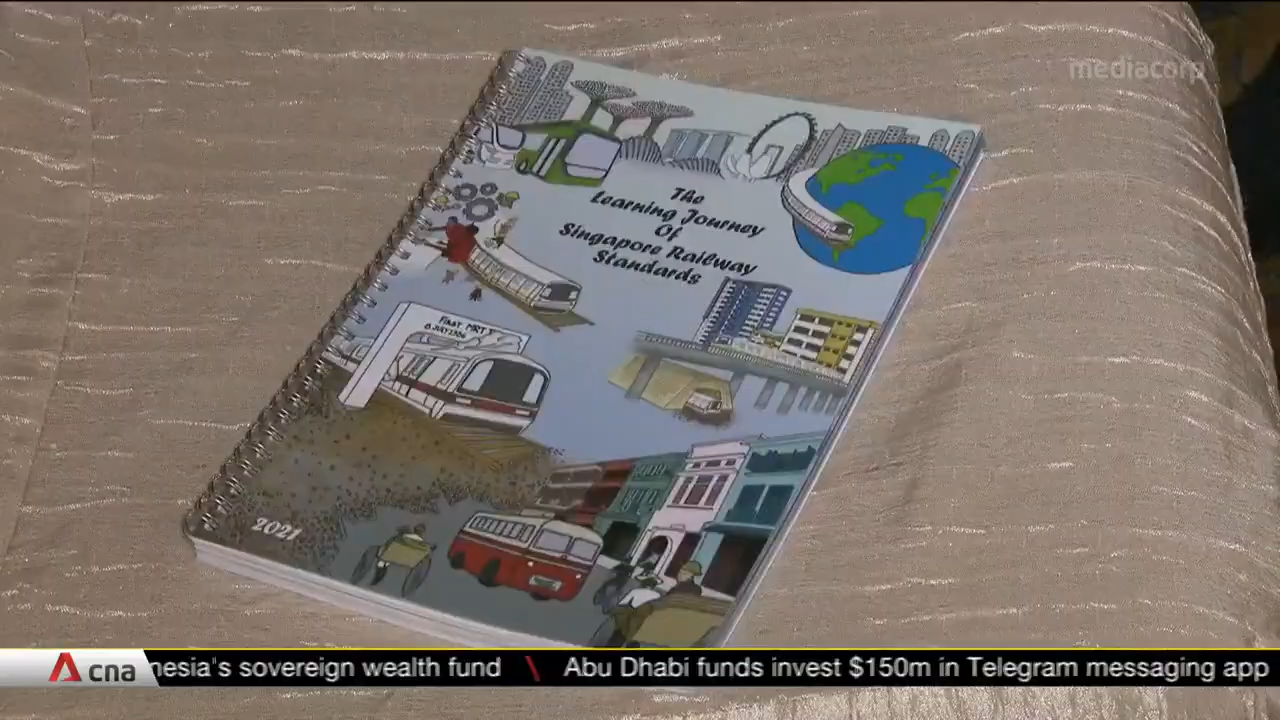 mediacorp
The
Learning Journey
Of
Singapore Railway
Standards
FIRST MRT
2021
cna
nesia's sovereign wealth fund \ Abu Dhabi funds invest $150m in Telegram messaging app